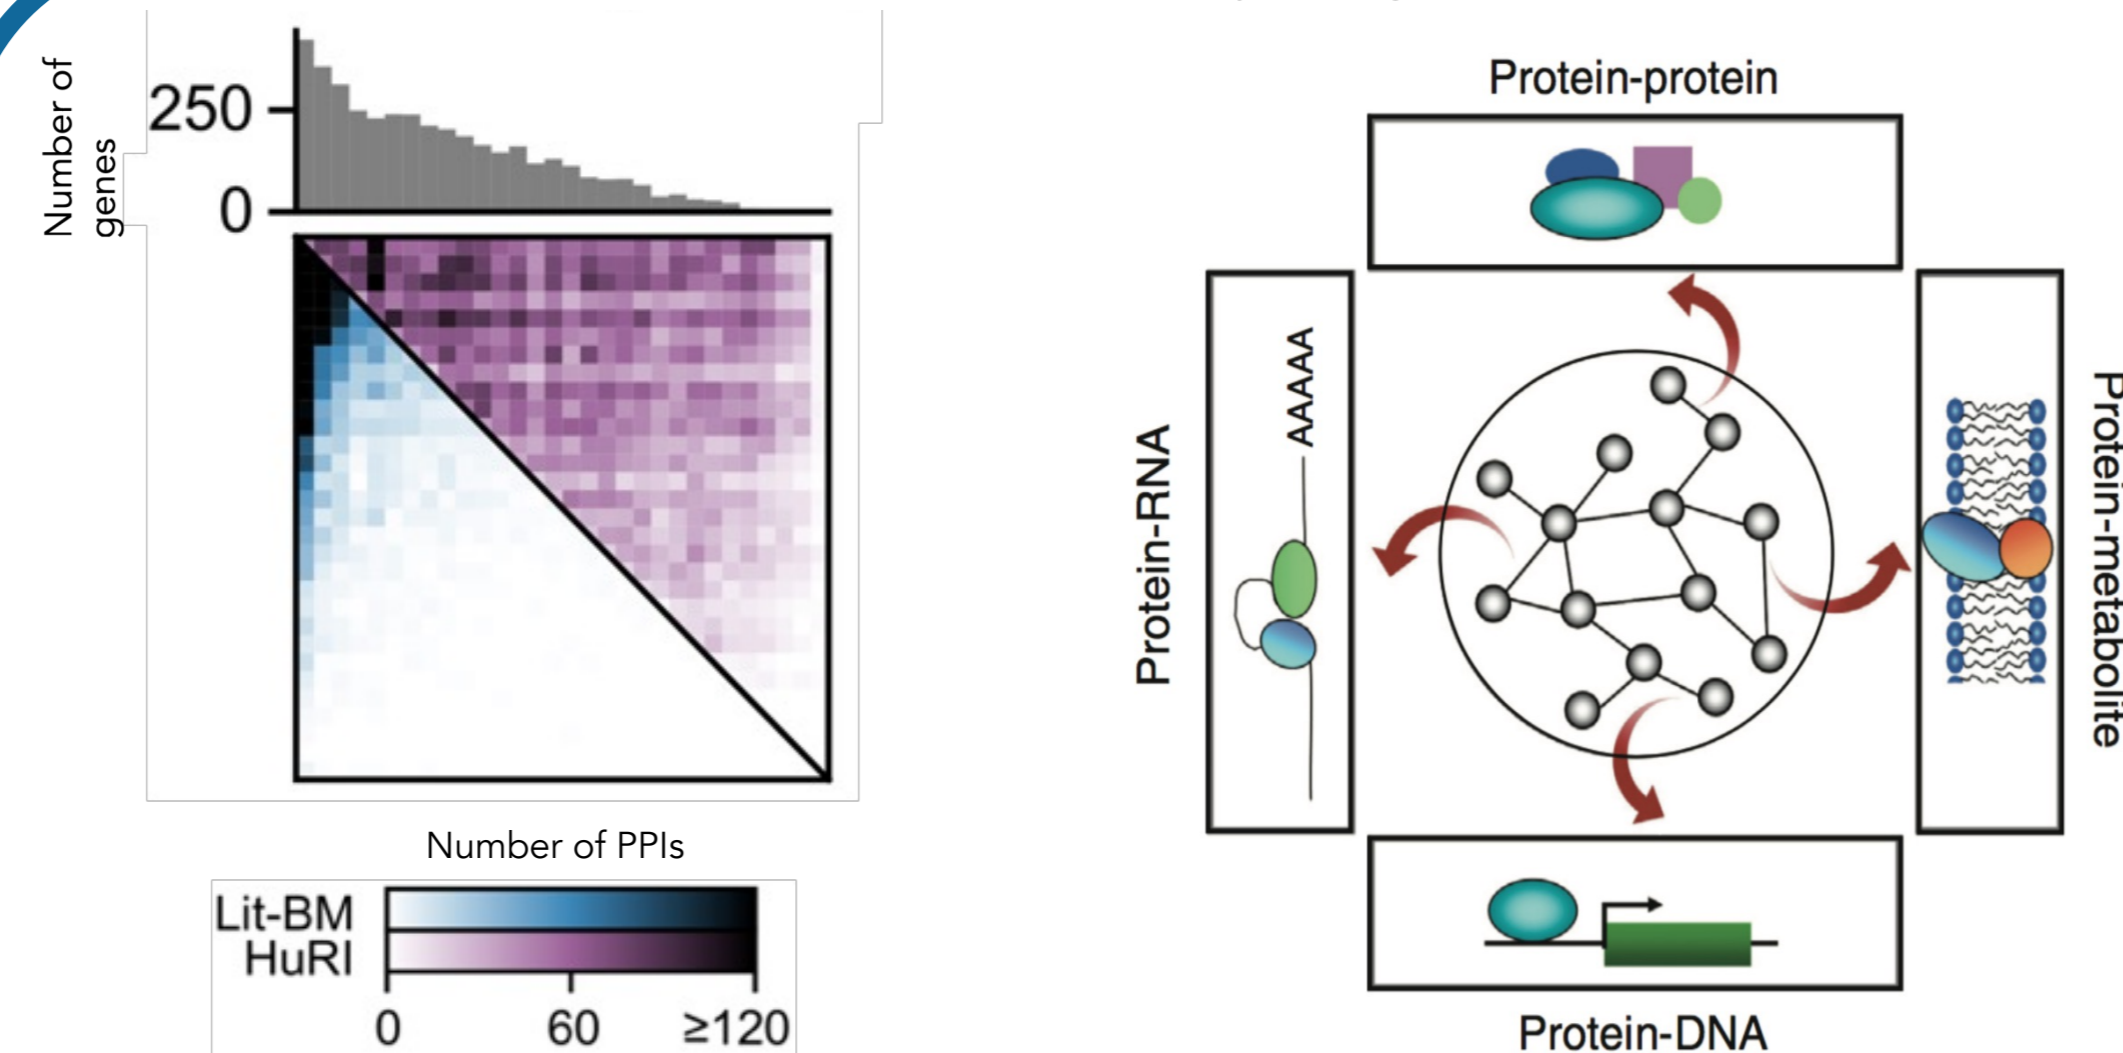 Number of
genes
250
0
Number of PPIs
Lit-BM
HuRI
0
60
≥120
Protein-protein
Protein-RNA
AAAAA
Protein-metabolite
Protein-DNA